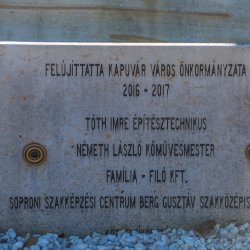 FELÚJÍTTATTA KAPUVÁR VÁROS ÖNKORMÁNYZATA
2016 - 2017
TÓTH IMRE ÉPÍTÉSZTECHNIKUS
NÉMETH LÁSZLÓ KŐMŰVESMESTER
FAMILIA - FILÓ KFT.
SOPRONI SZAKKÉPZÉSI CENTRUM BERG GUSZTÁV SZAKKÖZÉPIS